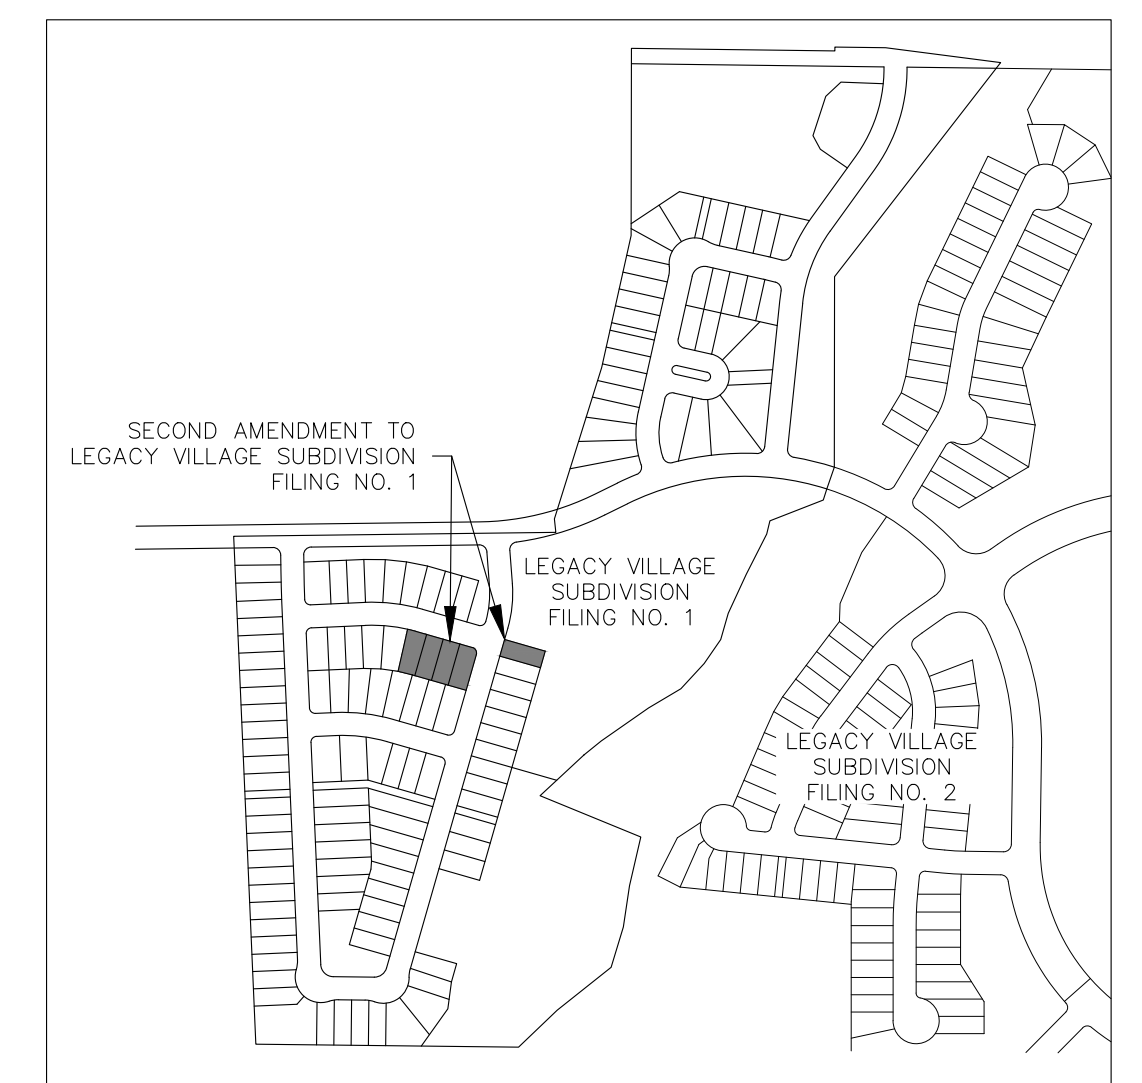 SECOND AMENDMENT TO
LEGACY VILLAGE SUBDIVISION
FILING NO. 1
LEGACY VILLAGE
SUBDIVISION
FILING NO. 1
LEGACY VILLAGE
SUBDIVISION
FILING NO. 2